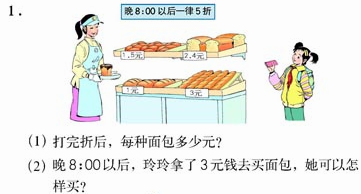 1.
晚8:00以后一律5折
1.5元
2.4元
1元
3元
(1) 打完折后，每种面包多少元?
(2) 晚8:00以后，玲玲拿了3元钱去买面包，她可以怎
样买?